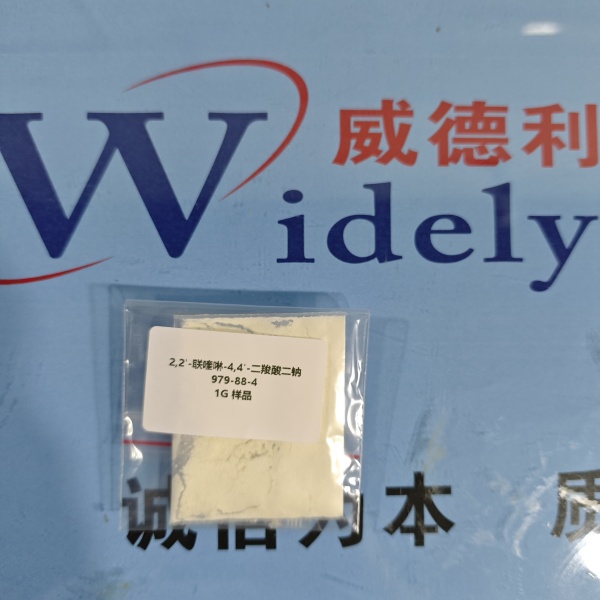 威德利
Widely
2,2'-联喹啉-4,4'-二羧酸二钠
979-88-4
1G 样品
诚信为本 质